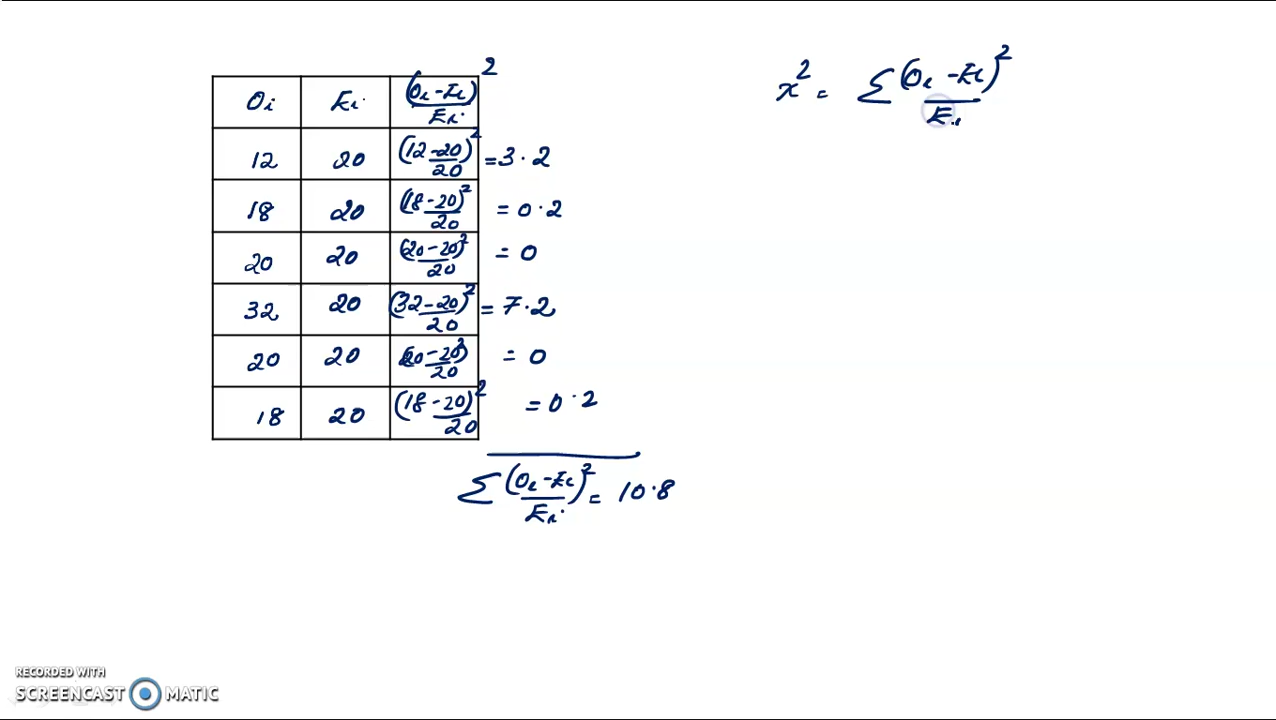 Oi Ei (Oi-Ei)²/Ei
12 20 (12-20)²/20 = 3.2
18 20 (18-20)²/20 = 0.2
20 20 (20-20)²/20 = 0
32 20 (32-20)²/20 = 7.2
20 20 (20-20)²/20 = 0
18 20 (18-20)²/20 = 0.2
Σ(Oi-Ei)²/Ei = 10.8
x² = Σ(Oi-Ei)²/Ei
RECORDED WITH
SCREENCAST MATIC